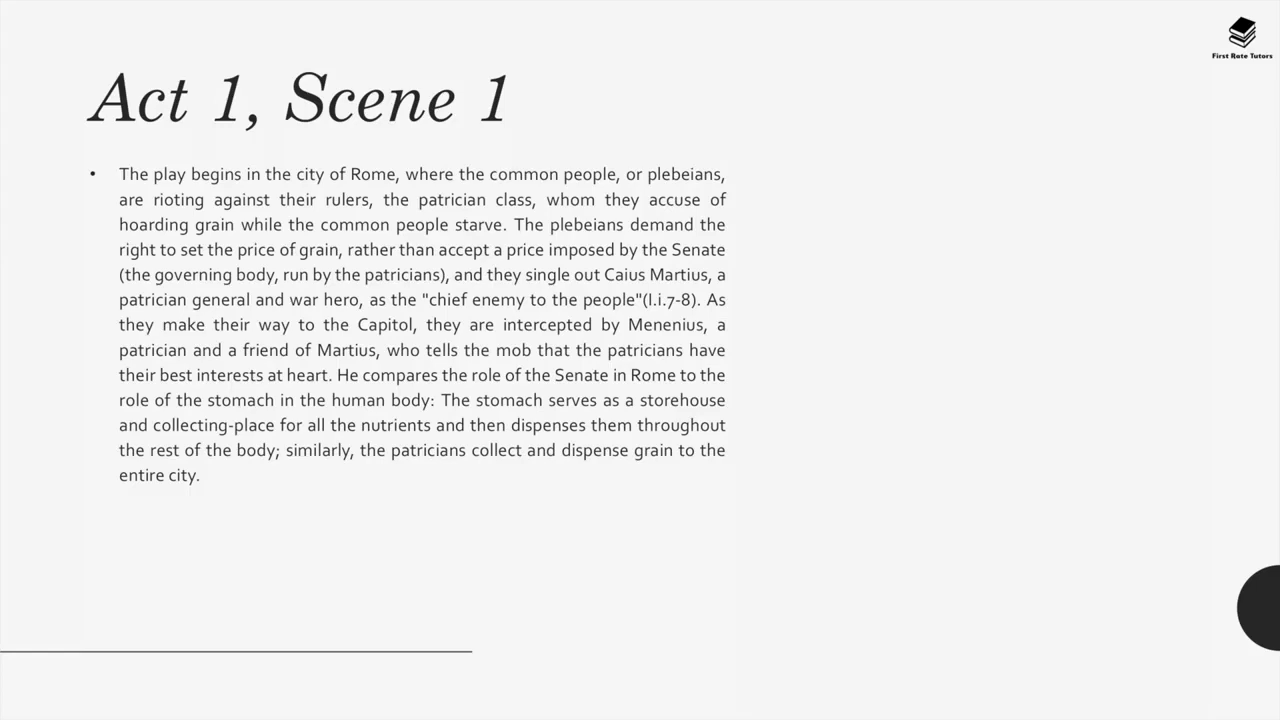 First Rate Tutors
Act 1, Scene 1
• The play begins in the city of Rome, where the common people, or plebeians,
are rioting against their rulers, the patrician class, whom they accuse of
hoarding grain while the common people starve. The plebeians demand the
right to set the price of grain, rather than accept a price imposed by the Senate
(the governing body, run by the patricians), and they single out Caius Martius, a
patrician general and war hero, as the "chief enemy to the people"(I.i.7-8). As
they make their way to the Capitol, they are intercepted by Menenius, a
patrician and a friend of Martius, who tells the mob that the patricians have
their best interests at heart. He compares the role of the Senate in Rome to the
role of the stomach in the human body: The stomach serves as a storehouse
and collecting-place for all the nutrients and then dispenses them throughout
the rest of the body; similarly, the patricians collect and dispense grain to the
entire city.